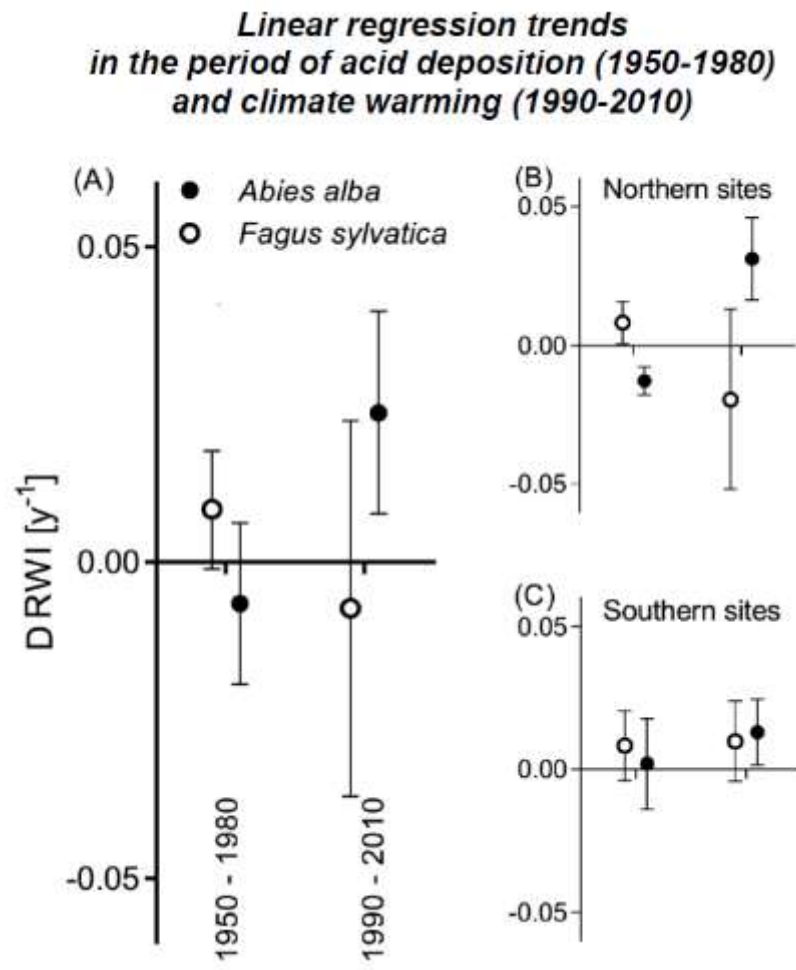 Linear regression trends
in the period of acid deposition (1950-1980)
and climate warming (1990-2010)
(A)
Abies alba
Fagus sylvatica
0.05
0.00
-0.05
DRWI [y⁻¹]
1950 - 1980
1990 - 2010
(B)
Northern sites
0.05
0.00
-0.05
(C)
Southern sites
0.05
0.00
-0.05